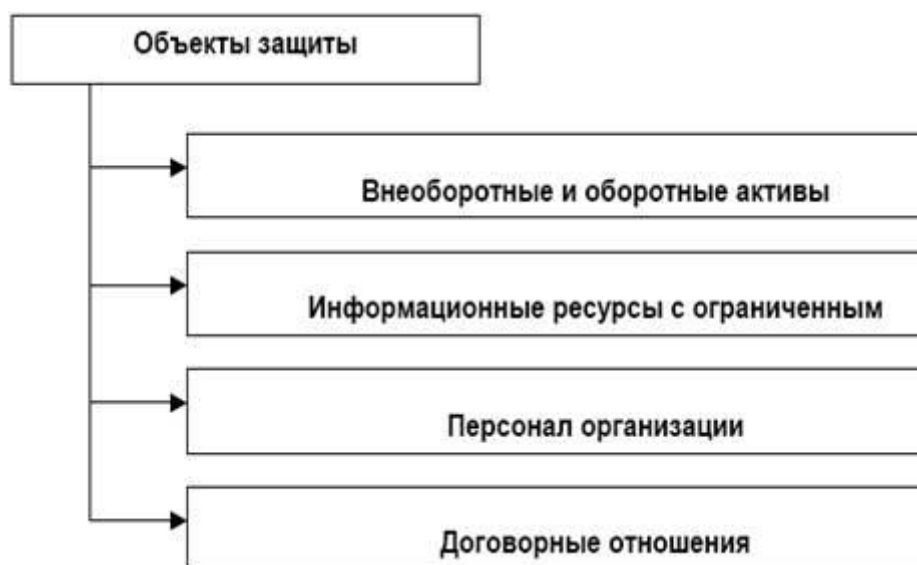 Объекты защиты
Внеоборотные и оборотные активы
Информационные ресурсы с ограниченным
Персонал организации
Договорные отношения